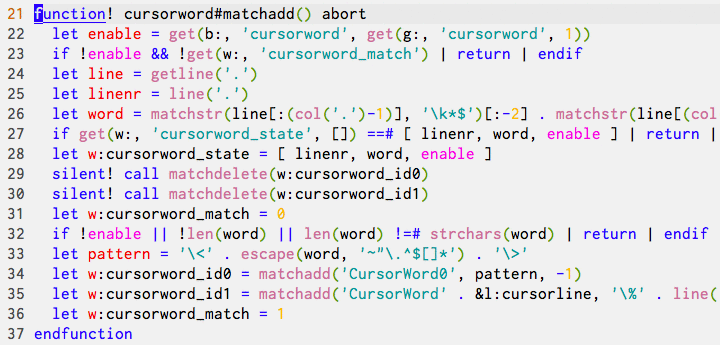 21 function! cursorword#matchadd() abort
22   let enable = get(b:, 'cursorword', get(g:, 'cursorword', 1))
23   if !enable && !get(w:, 'cursorword_match') | return | endif
24   let line = getline('.')
25   let linenr = line('.')
26   let word = matchstr(line[:(col('.')-1)], '\k*$')[:-2] . matchstr(line[(col
27   if get(w:, 'cursorword_state', []) ==# [ linenr, word, enable ] | return |
28   let w:cursorword_state = [ linenr, word, enable ]
29   silent! call matchdelete(w:cursorword_id0)
30   silent! call matchdelete(w:cursorword_id1)
31   let w:cursorword_match = 0
32   if !enable || !len(word) || len(word) !=# strchars(word) | return | endif
33   let pattern = '\<' . escape(word, '~"\.^$[]*') . '\>'
34   let w:cursorword_id0 = matchadd('CursorWord0', pattern, -1)
35   let w:cursorword_id1 = matchadd('CursorWord' . &l:cursorline, '\%' . line(
36   let w:cursorword_match = 1
37 endfunction